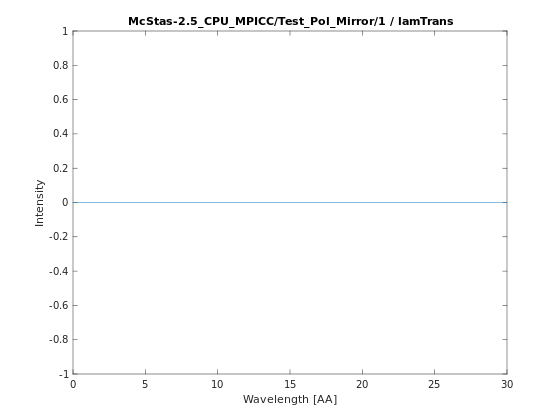 McStas-2.5_CPU_MPICC/Test_Pol_Mirror/1 / lamTrans
1
0.8
0.6
0.4
0.2
0
-0.2
-0.4
-0.6
-0.8
-1
Intensity
0 5 10 15 20 25 30
Wavelength [AA]